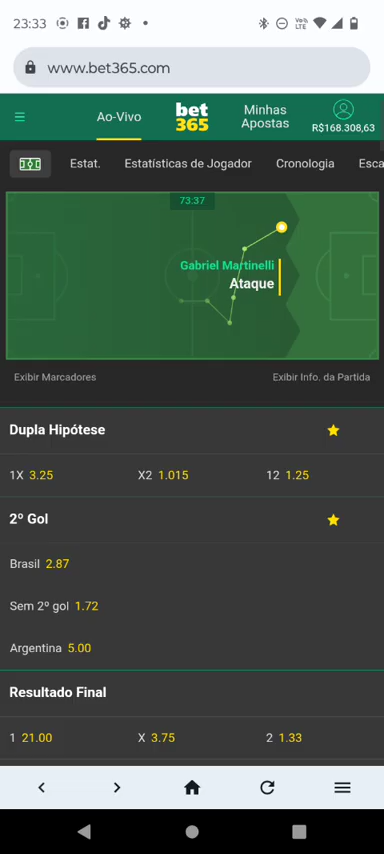 23:33
Vo)) LTE
www.bet365.com
Ao-Vivo
bet365
Minhas Apostas
R$168.308,63
Estat.
Estatísticas de Jogador
Cronologia
Esca
73:37
Gabriel Martinelli
Ataque
Exibir Marcadores
Exibir Info. da Partida
Dupla Hipótese
1X 3.25 X2 1.015 12 1.25
2º Gol
Brasil 2.87
Sem 2º gol 1.72
Argentina 5.00
Resultado Final
1 21.00 X 3.75 2 1.33